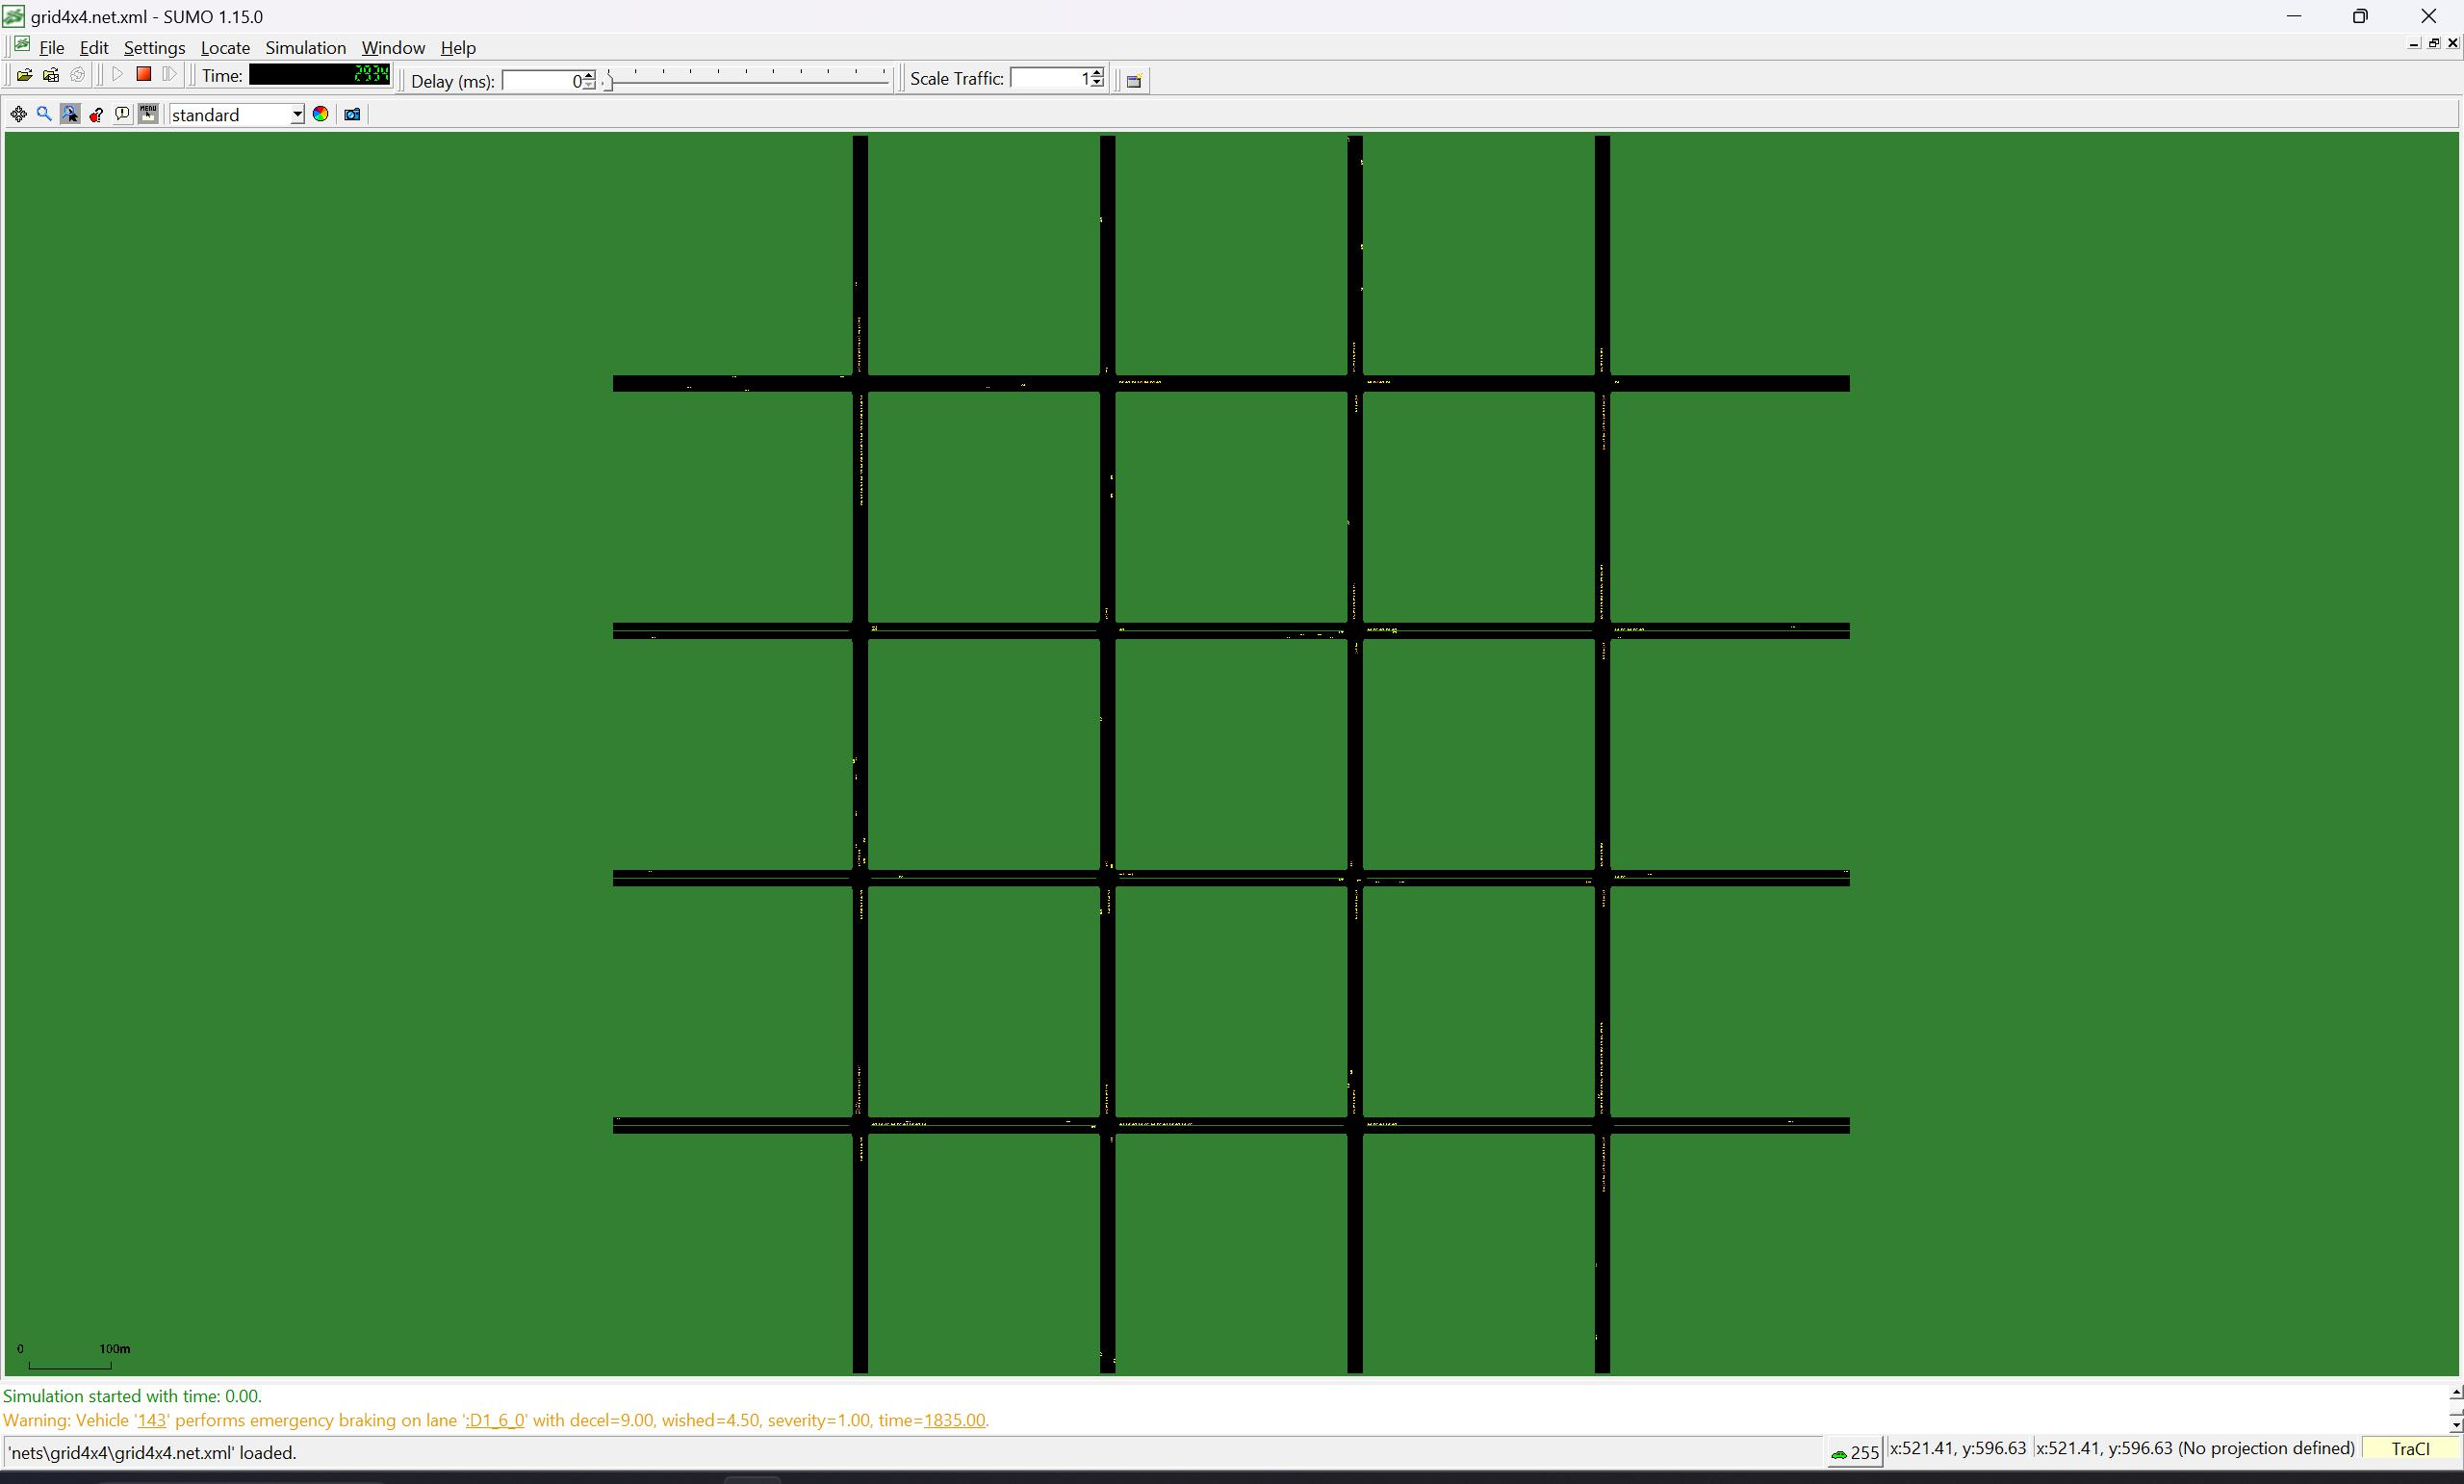 grid4x4.net.xml - SUMO 1.15.0
File Edit Settings Locate Simulation Window Help
Time: 2934 Delay (ms): 0 Scale Traffic: 1
MENU standard
0 100m
Simulation started with time: 0.00.
Warning: Vehicle '143' performs emergency braking on lane ':D1_6_0' with decel=9.00, wished=4.50, severity=1.00, time=1835.00.
'nets\grid4x4\grid4x4.net.xml' loaded. 255 x:521.41, y:596.63 x:521.41, y:596.63 (No projection defined) TraCI